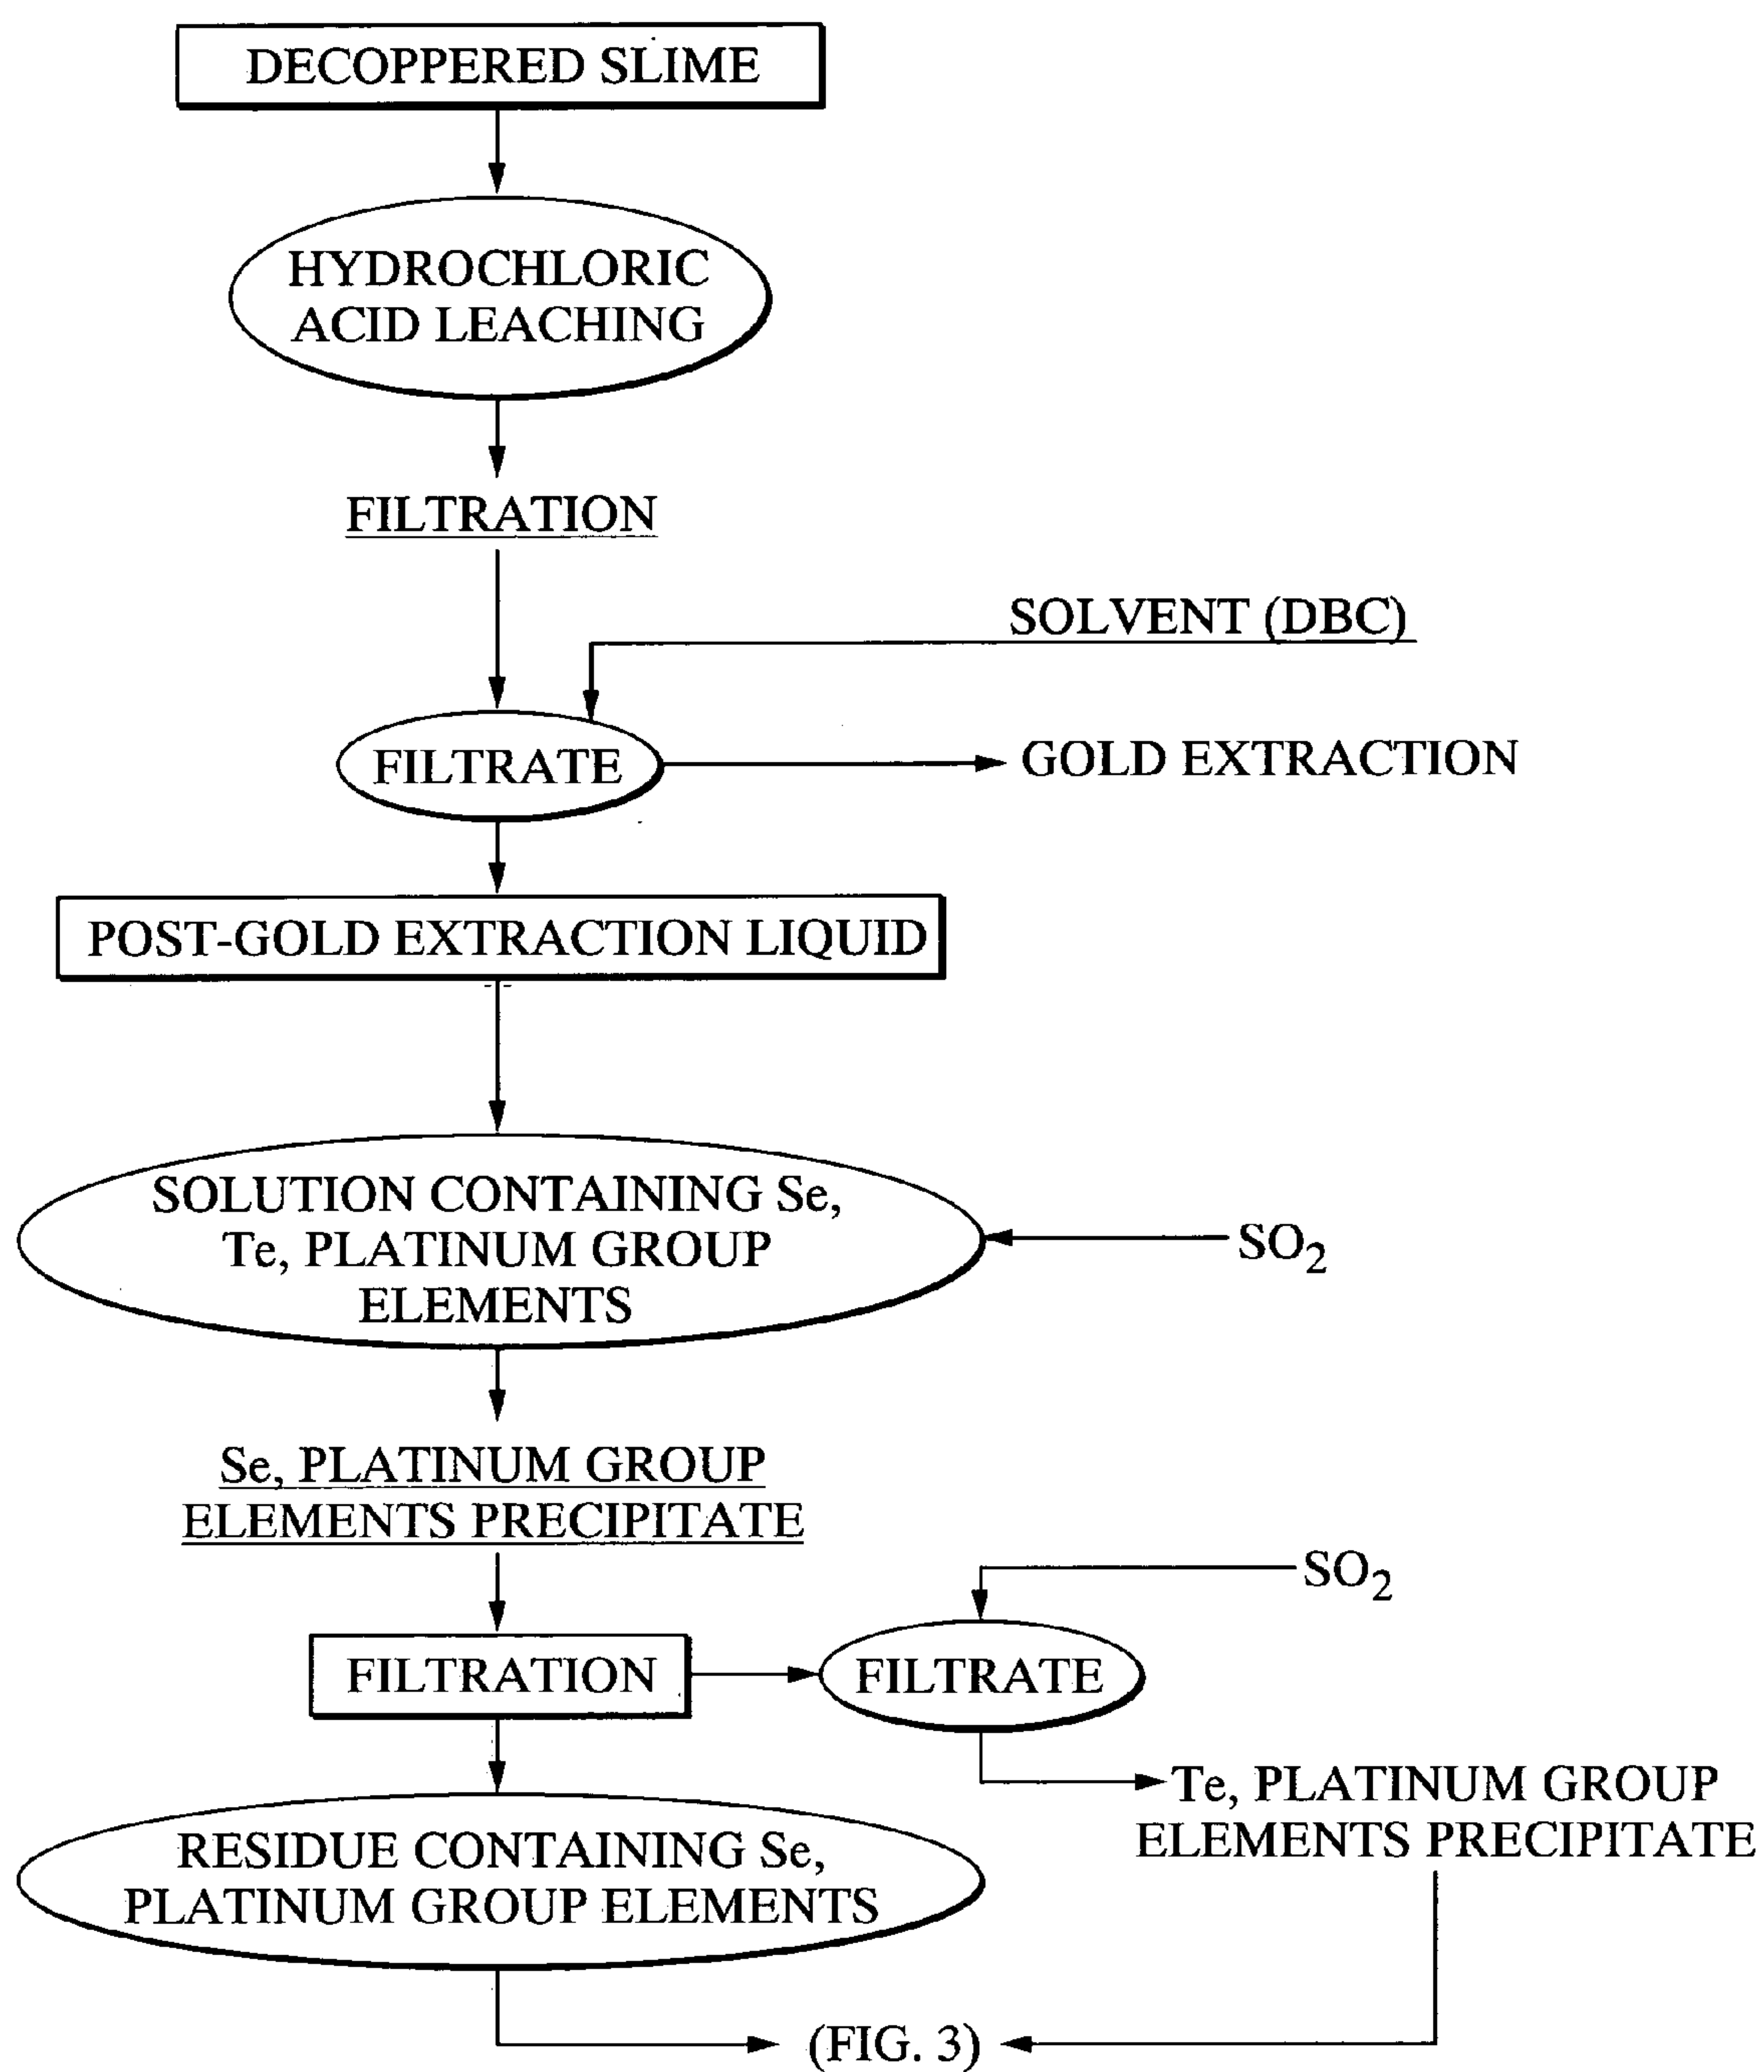 DECOPPERED SLIME
HYDROCHLORIC
ACID LEACHING
FILTRATION
SOLVENT (DBC)
FILTRATE
GOLD EXTRACTION
POST-GOLD EXTRACTION LIQUID
SOLUTION CONTAINING Se,
Te, PLATINUM GROUP
ELEMENTS
SO2
Se, PLATINUM GROUP
ELEMENTS PRECIPITATE
SO2
FILTRATION
FILTRATE
Te, PLATINUM GROUP
ELEMENTS PRECIPITATE
RESIDUE CONTAINING Se,
PLATINUM GROUP ELEMENTS
(FIG. 3)